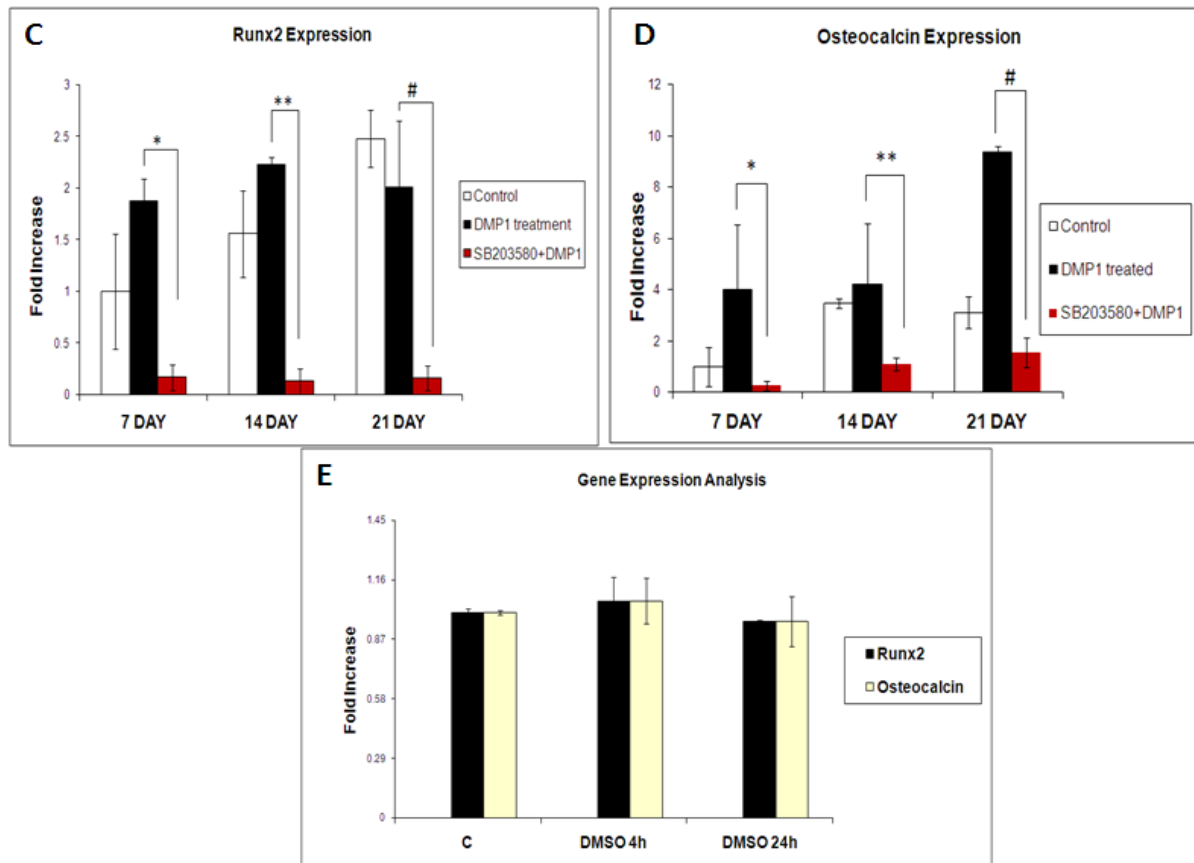 C
Runx2 Expression
Fold Increase
3
2.5
2
1.5
1
0.5
0
*
**
#
7 DAY 14 DAY 21 DAY
Control
DMP1 treatment
SB203580+DMP1
D
Osteocalcin Expression
Fold Increase
12
10
8
6
4
2
0
*
**
#
7 DAY 14 DAY 21 DAY
Control
DMP1 treated
SB203580+DMP1
E
Gene Expression Analysis
Fold Increase
1.45
1.16
0.87
0.58
0.29
0
C DMSO 4h DMSO 24h
Runx2
Osteocalcin